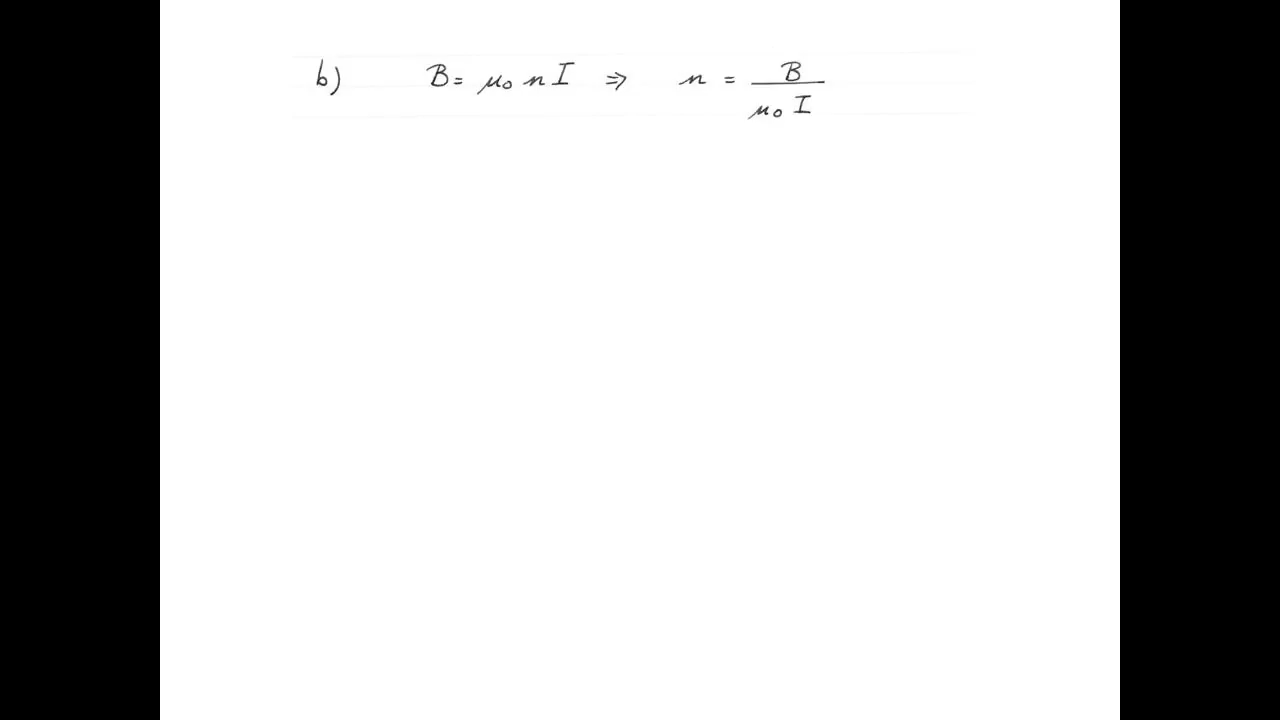 b) B = μ₀ n I ⇒ n = B / μ₀ I